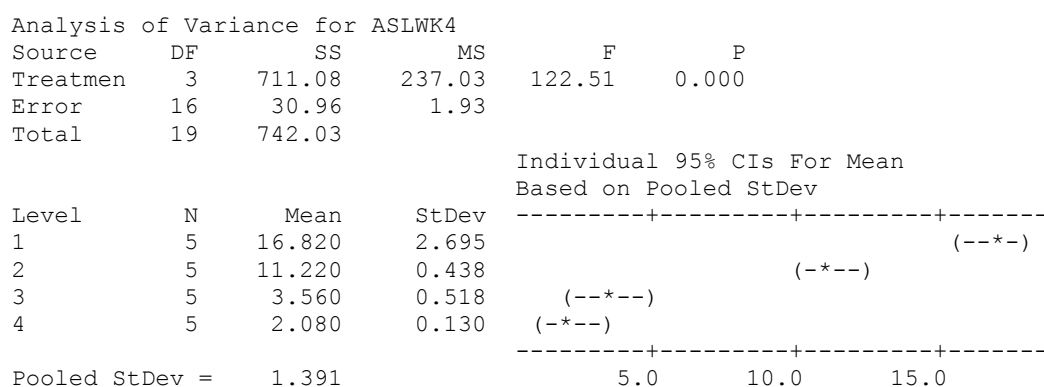 Analysis of Variance for ASLWK4
Source     DF        SS        MS        F        P
Treatmen    3    711.08    237.03   122.51    0.000
Error      16     30.96      1.93
Total      19    742.03
                                   Individual 95% CIs For Mean
                                   Based on Pooled StDev
Level       N      Mean     StDev  ---------+---------+---------+-------
1           5    16.820     2.695                                (--*-)
2           5    11.220     0.438                     (-*--)
3           5     3.560     0.518     (--*--)
4           5     2.080     0.130   (-*--)
                                   ---------+---------+---------+-------
Pooled StDev =    1.391                  5.0      10.0      15.0